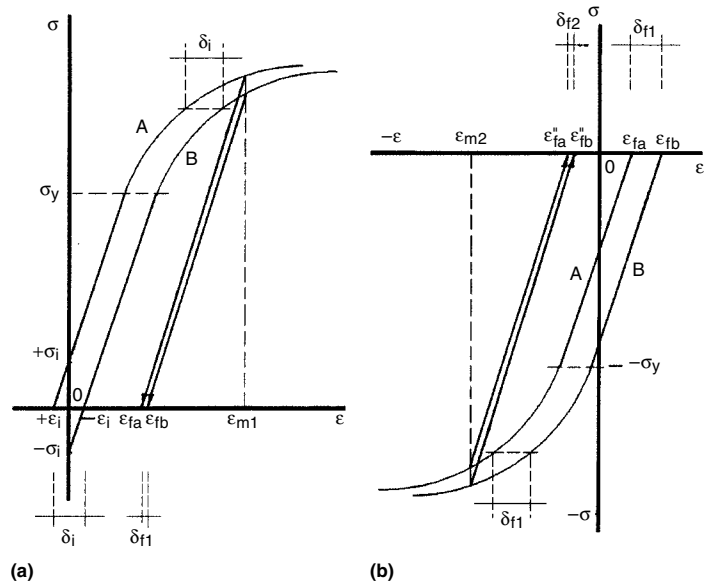 σ
δi
A
B
σy
+σi
0
+εi
−εi
εfa
εfb
εm1
ε
−σi
δi
δf1
(a)
σ
δf2
δf1
−ε
εm2
ε"fa
ε"fb
εfa
εfb
0
ε
A
B
−σy
δf1
−σ
(b)